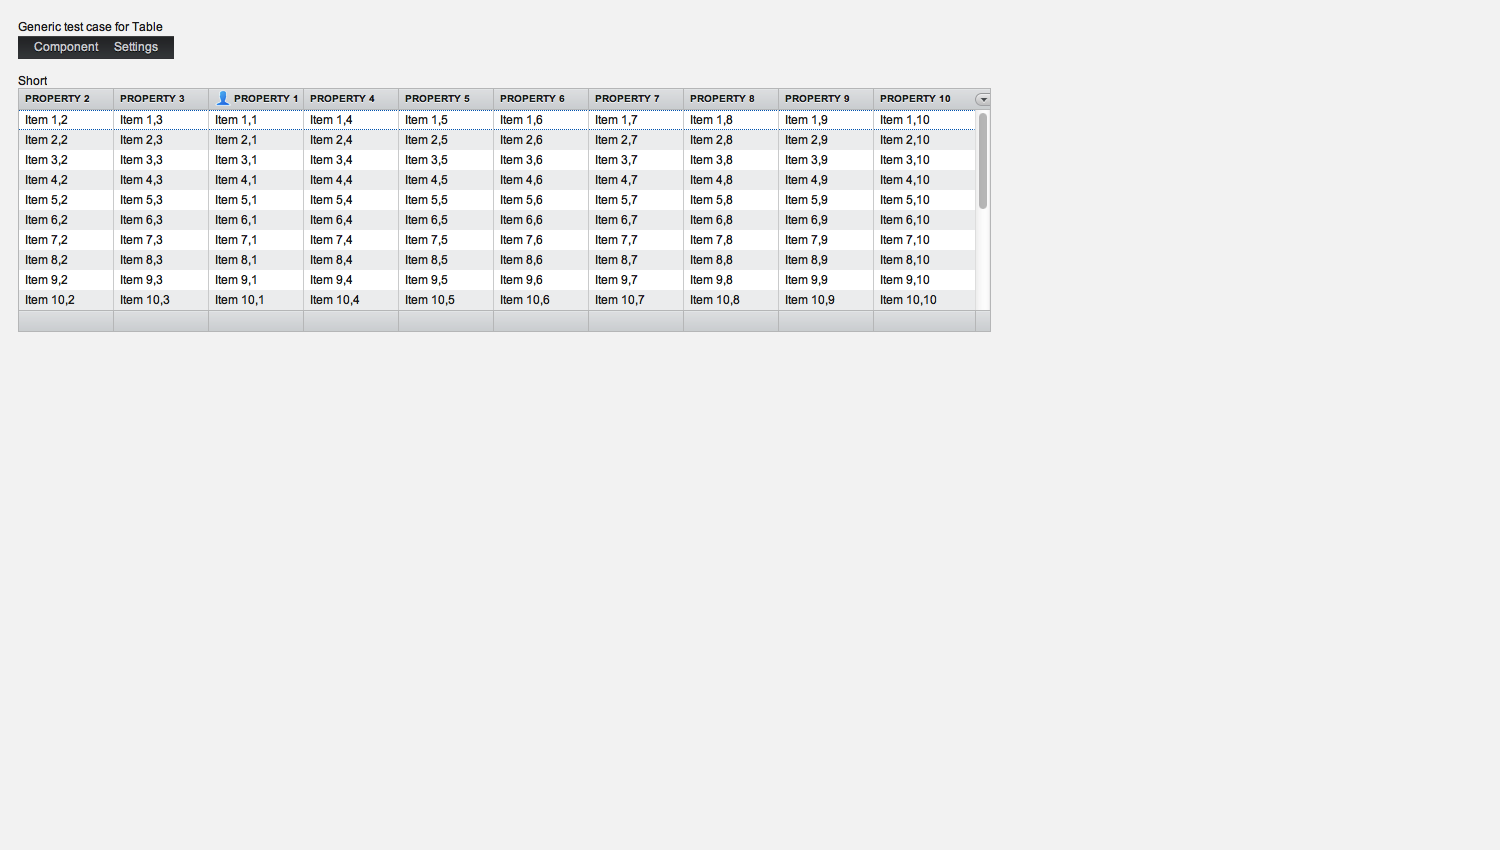 Generic test case for Table
Component Settings
Short
PROPERTY 2 PROPERTY 3 PROPERTY 1 PROPERTY 4 PROPERTY 5 PROPERTY 6 PROPERTY 7 PROPERTY 8 PROPERTY 9 PROPERTY 10
Item 1,2 Item 1,3 Item 1,1 Item 1,4 Item 1,5 Item 1,6 Item 1,7 Item 1,8 Item 1,9 Item 1,10
Item 2,2 Item 2,3 Item 2,1 Item 2,4 Item 2,5 Item 2,6 Item 2,7 Item 2,8 Item 2,9 Item 2,10
Item 3,2 Item 3,3 Item 3,1 Item 3,4 Item 3,5 Item 3,6 Item 3,7 Item 3,8 Item 3,9 Item 3,10
Item 4,2 Item 4,3 Item 4,1 Item 4,4 Item 4,5 Item 4,6 Item 4,7 Item 4,8 Item 4,9 Item 4,10
Item 5,2 Item 5,3 Item 5,1 Item 5,4 Item 5,5 Item 5,6 Item 5,7 Item 5,8 Item 5,9 Item 5,10
Item 6,2 Item 6,3 Item 6,1 Item 6,4 Item 6,5 Item 6,6 Item 6,7 Item 6,8 Item 6,9 Item 6,10
Item 7,2 Item 7,3 Item 7,1 Item 7,4 Item 7,5 Item 7,6 Item 7,7 Item 7,8 Item 7,9 Item 7,10
Item 8,2 Item 8,3 Item 8,1 Item 8,4 Item 8,5 Item 8,6 Item 8,7 Item 8,8 Item 8,9 Item 8,10
Item 9,2 Item 9,3 Item 9,1 Item 9,4 Item 9,5 Item 9,6 Item 9,7 Item 9,8 Item 9,9 Item 9,10
Item 10,2 Item 10,3 Item 10,1 Item 10,4 Item 10,5 Item 10,6 Item 10,7 Item 10,8 Item 10,9 Item 10,10